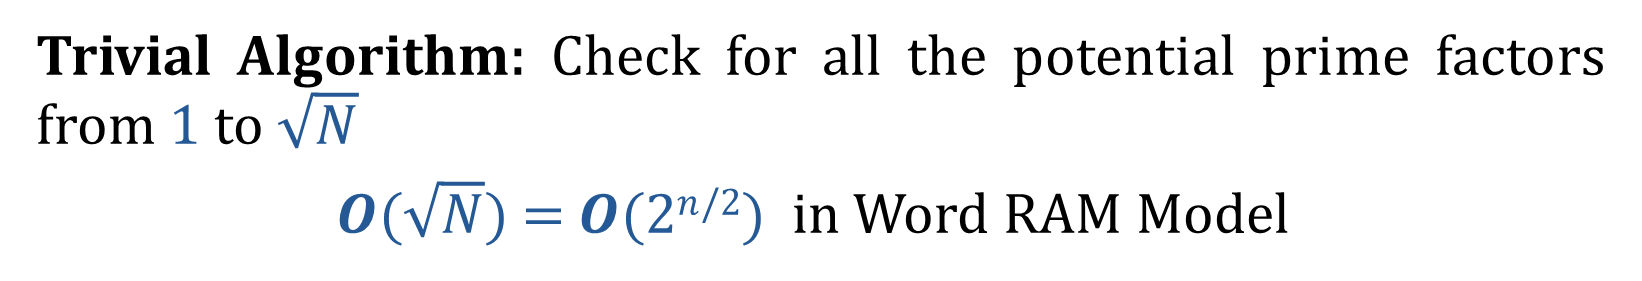 Trivial Algorithm: Check for all the potential prime factors
from 1 to √N
O(√N) = O(2^{n/2}) in Word RAM Model